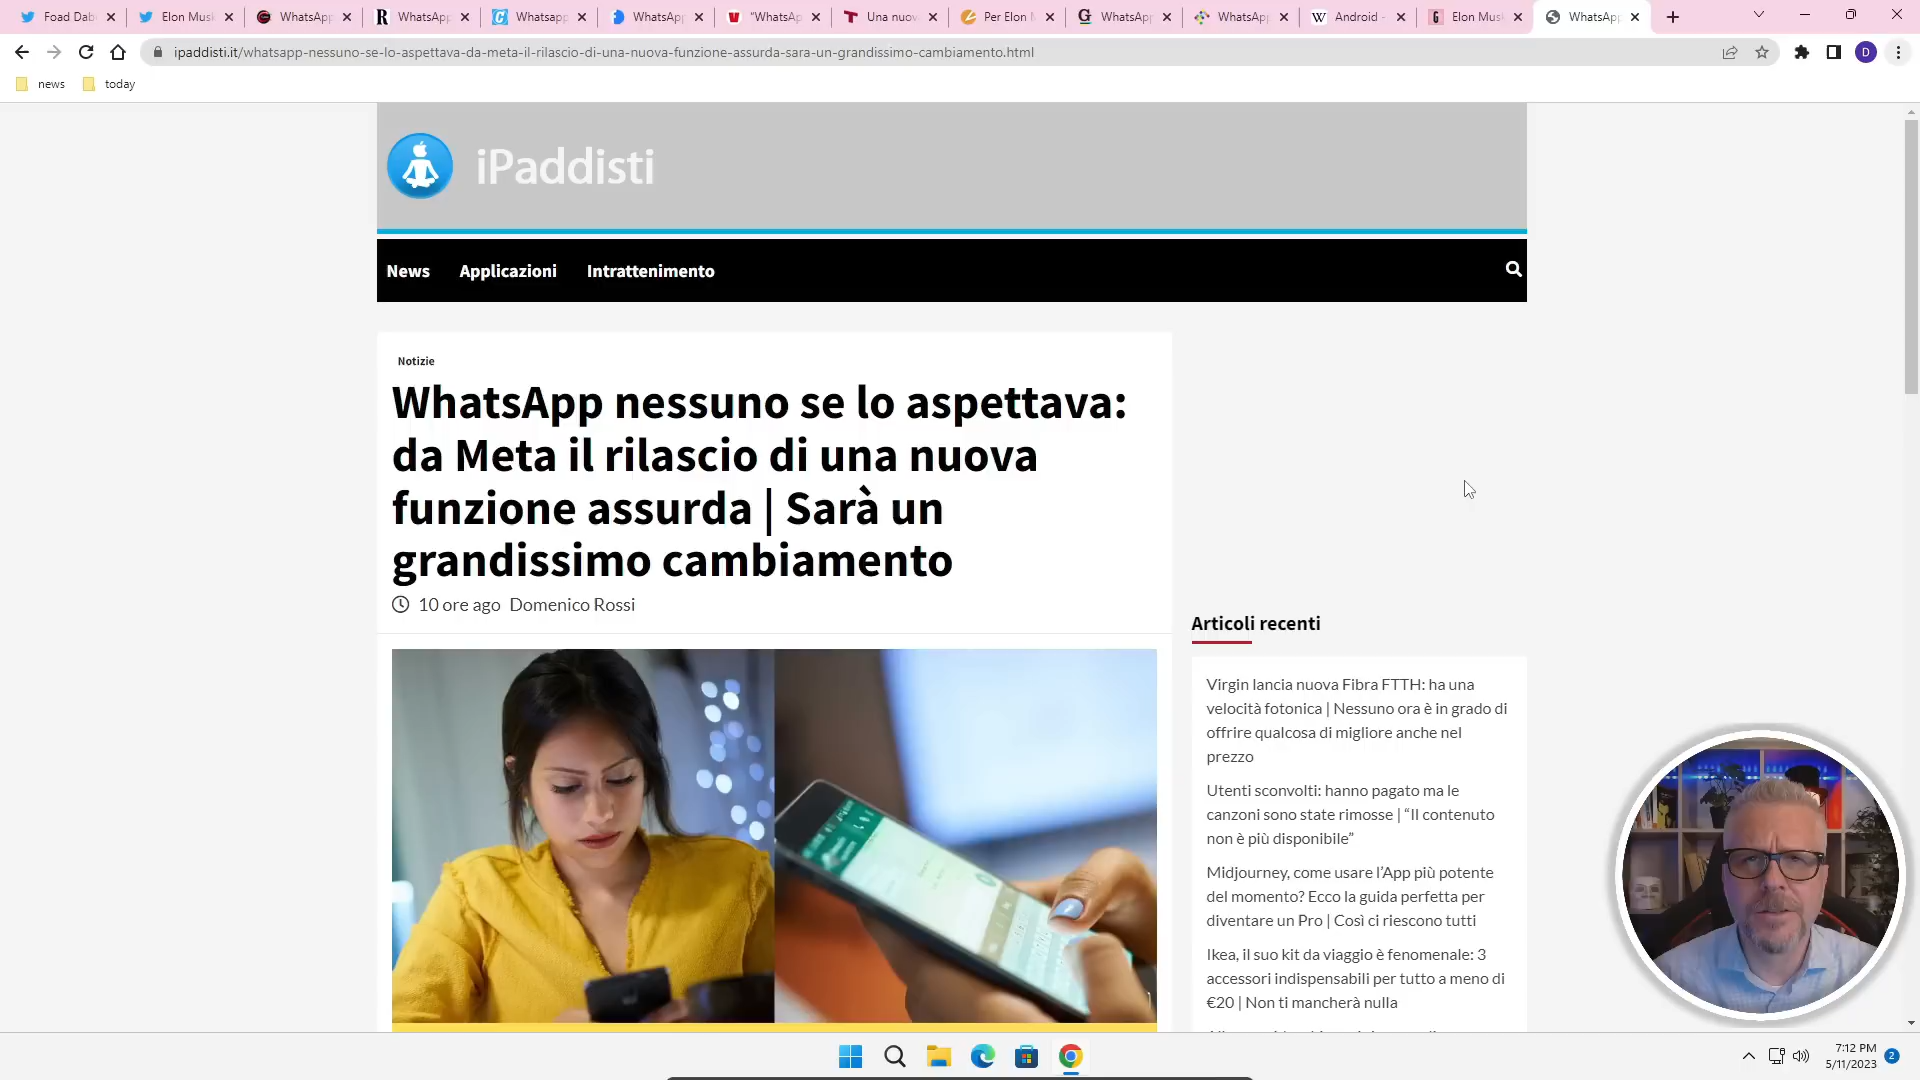 Foad Dab
Elon Mus
WhatsApp
WhatsApp
Whatsapp
WhatsApp
"WhatsAp
Una nuov
Per Elon
WhatsApp
WhatsApp
Android -
Elon Mus
WhatsApp
ipaddisti.it/whatsapp-nessuno-se-lo-aspettava-da-meta-il-rilascio-di-una-nuova-funzione-assurda-sara-un-grandissimo-cambiamento.html
D
news
today
iPaddisti
News
Applicazioni
Intrattenimento
Notizie
WhatsApp nessuno se lo aspettava:
da Meta il rilascio di una nuova
funzione assurda | Sarà un
grandissimo cambiamento
10 ore ago Domenico Rossi
Articoli recenti
Virgin lancia nuova Fibra FTTH: ha una
velocità fotonica | Nessuno ora è in grado di
offrire qualcosa di migliore anche nel
prezzo
Utenti sconvolti: hanno pagato ma le
canzoni sono state rimosse | “Il contenuto
non è più disponibile”
Midjourney, come usare l’App più potente
del momento? Ecco la guida perfetta per
diventare un Pro | Così ci riescono tutti
Ikea, il suo kit da viaggio è fenomenale: 3
accessori indispensabili per tutto a meno di
€20 | Non ti mancherà nulla
7:12 PM
5/11/2023
2